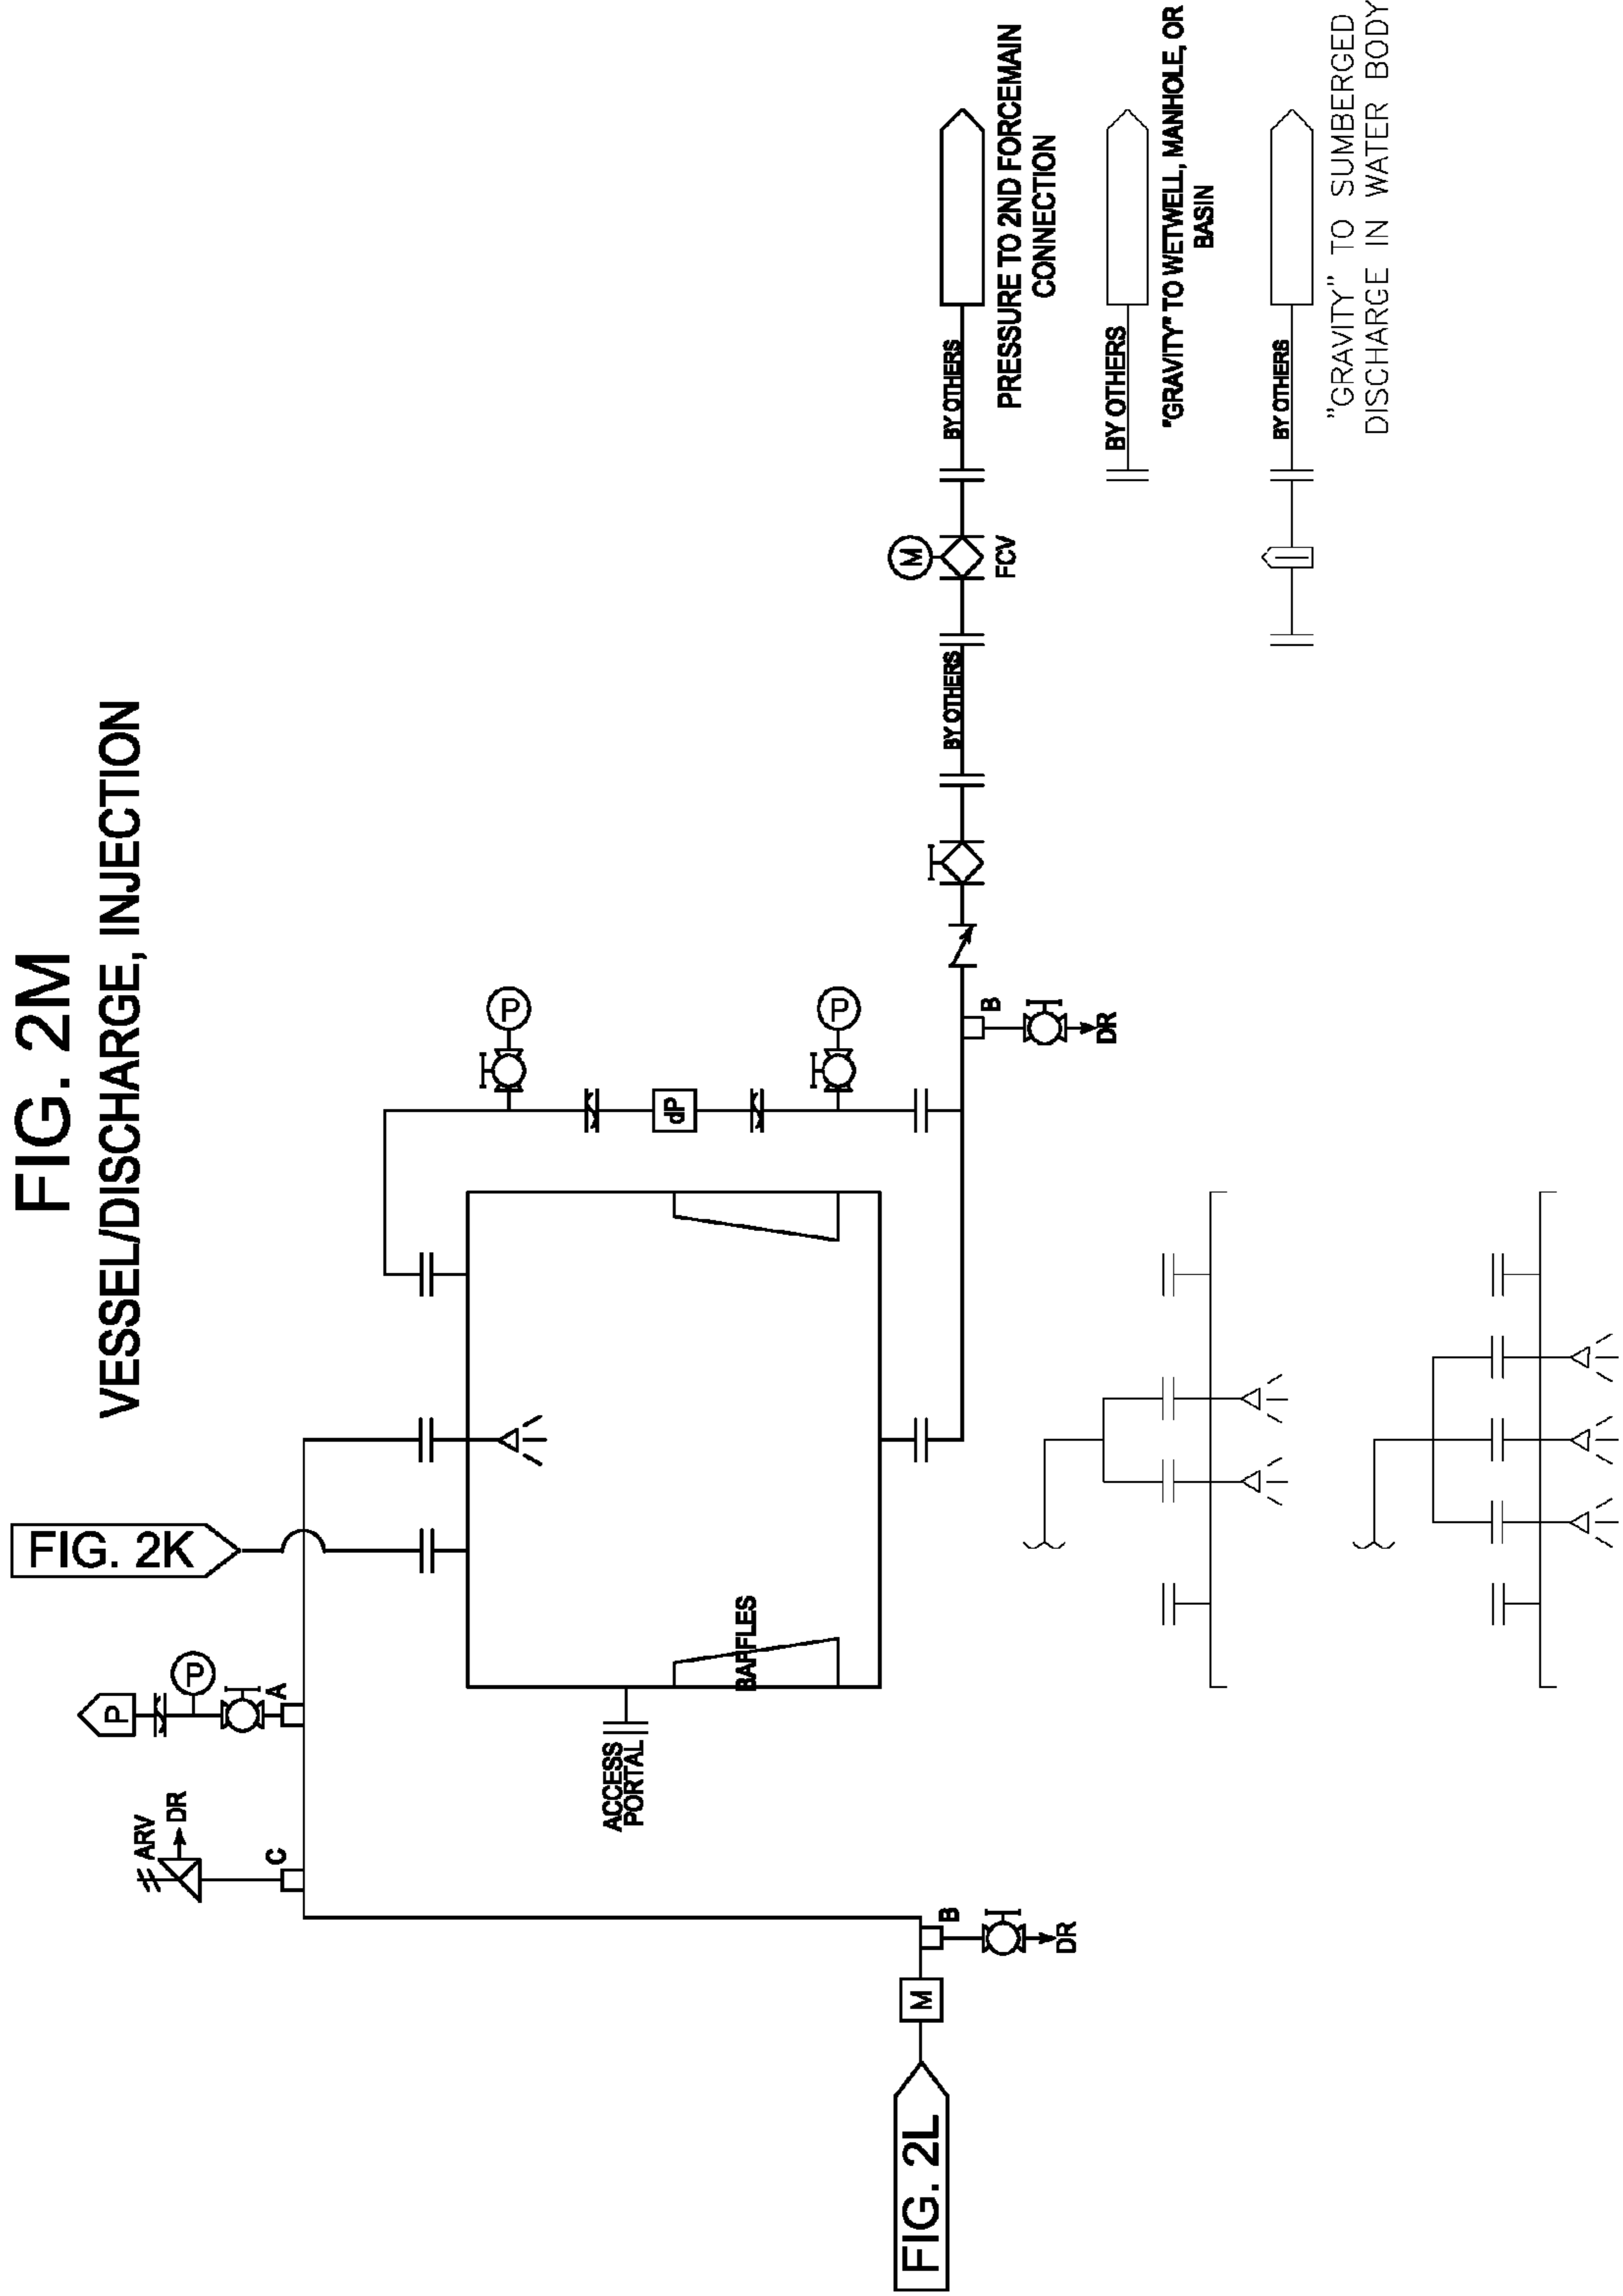 FIG. 2M
VESSEL/DISCHARGE, INJECTION
FIG. 2K
ARV
DR
C
P
P
A
P
P
dP
ACCESS
PORTAL
BAFFLES
FIG. 2L
M
B
DR
B
DR
BY OTHERS
M
FCV
BY OTHERS
PRESSURE TO 2ND FORCEMAIN
CONNECTION
BY OTHERS
"GRAVITY" TO WETWELL, MANHOLE, OR
BASIN
BY OTHERS
"GRAVITY" TO SUMBERGED
DISCHARGE IN WATER BODY